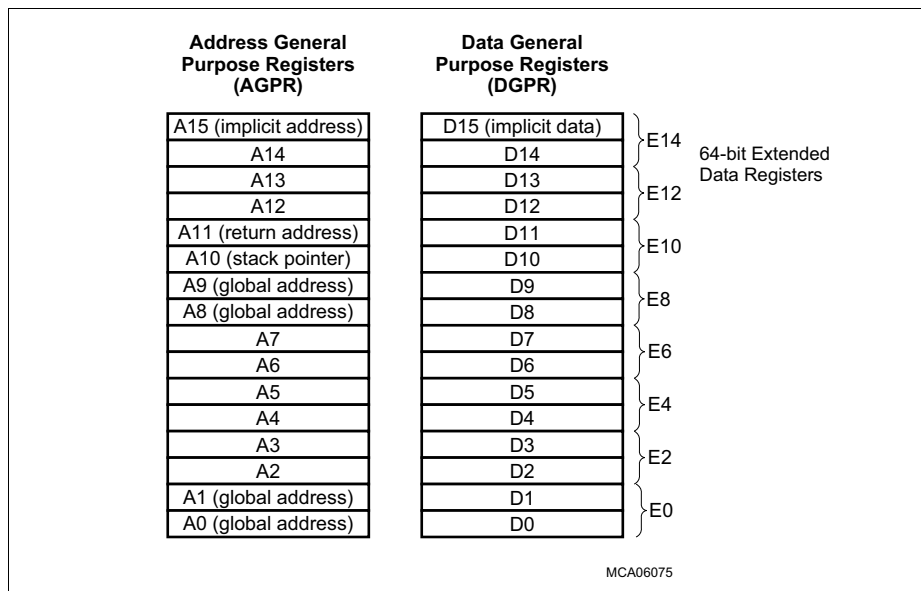 Address General
Purpose Registers
(AGPR)
Data General
Purpose Registers
(DGPR)
A15 (implicit address)
A14
A13
A12
A11 (return address)
A10 (stack pointer)
A9 (global address)
A8 (global address)
A7
A6
A5
A4
A3
A2
A1 (global address)
A0 (global address)
D15 (implicit data)
D14
D13
D12
D11
D10
D9
D8
D7
D6
D5
D4
D3
D2
D1
D0
E14
E12
E10
E8
E6
E4
E2
E0
64-bit Extended
Data Registers
MCA06075